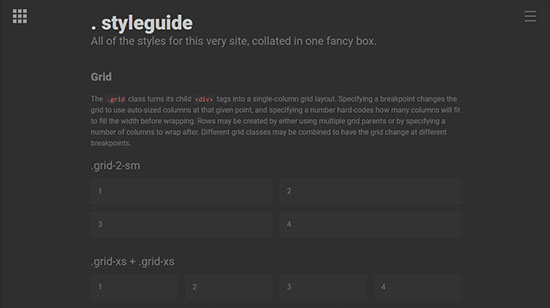 . styleguide
All of the styles for this very site, collated in one fancy box.
Grid
The .grid class turns its child <div> tags into a single-column grid layout. Specifying a breakpoint changes the
grid to use auto-sized columns at that given point, and specifying a number hard-codes how many columns will fit
to fill the width before wrapping. Rows may be created by either using multiple grid parents or by specifying a
number of columns to wrap after. Different grid classes may be combined to have the grid change at different
breakpoints.
.grid-2-sm
1 2
3 4
.grid-xs + .grid-xs
1 2 3 4